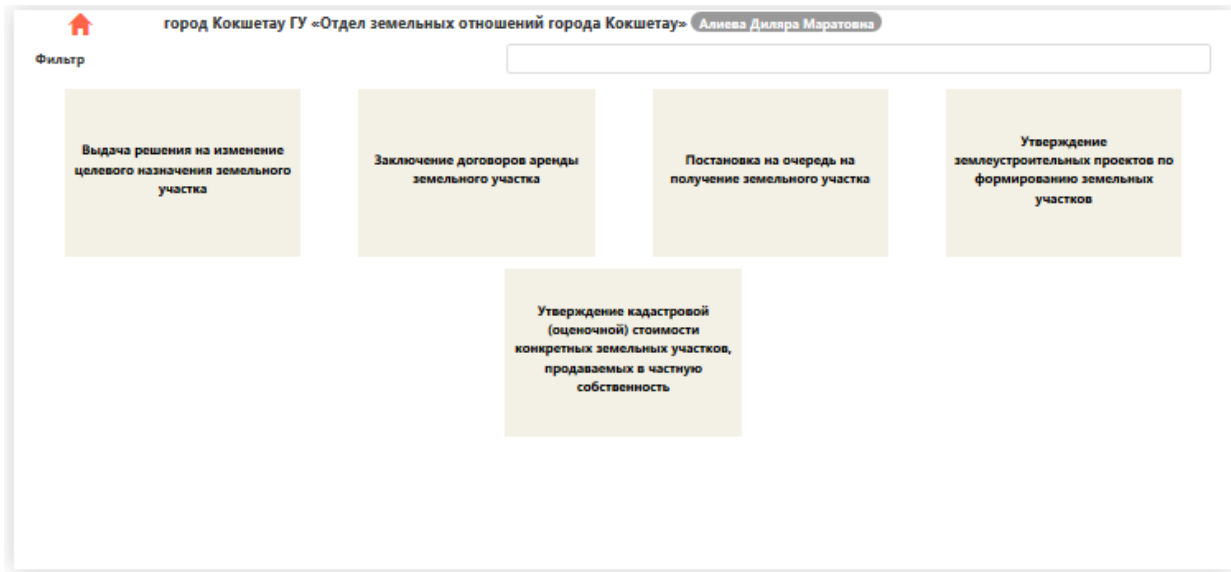 город Кокшетау ГУ «Отдел земельных отношений города Кокшетау» Алиева Диляра Маратовна
Фильтр
Выдача решения на изменение
целевого назначения земельного
участка
Заключение договоров аренды
земельного участка
Постановка на очередь на
получение земельного участка
Утверждение
землеустроительных проектов по
формированию земельных
участков
Утверждение кадастровой
(оценочной) стоимости
конкретных земельных участков,
продаваемых в частную
собственность